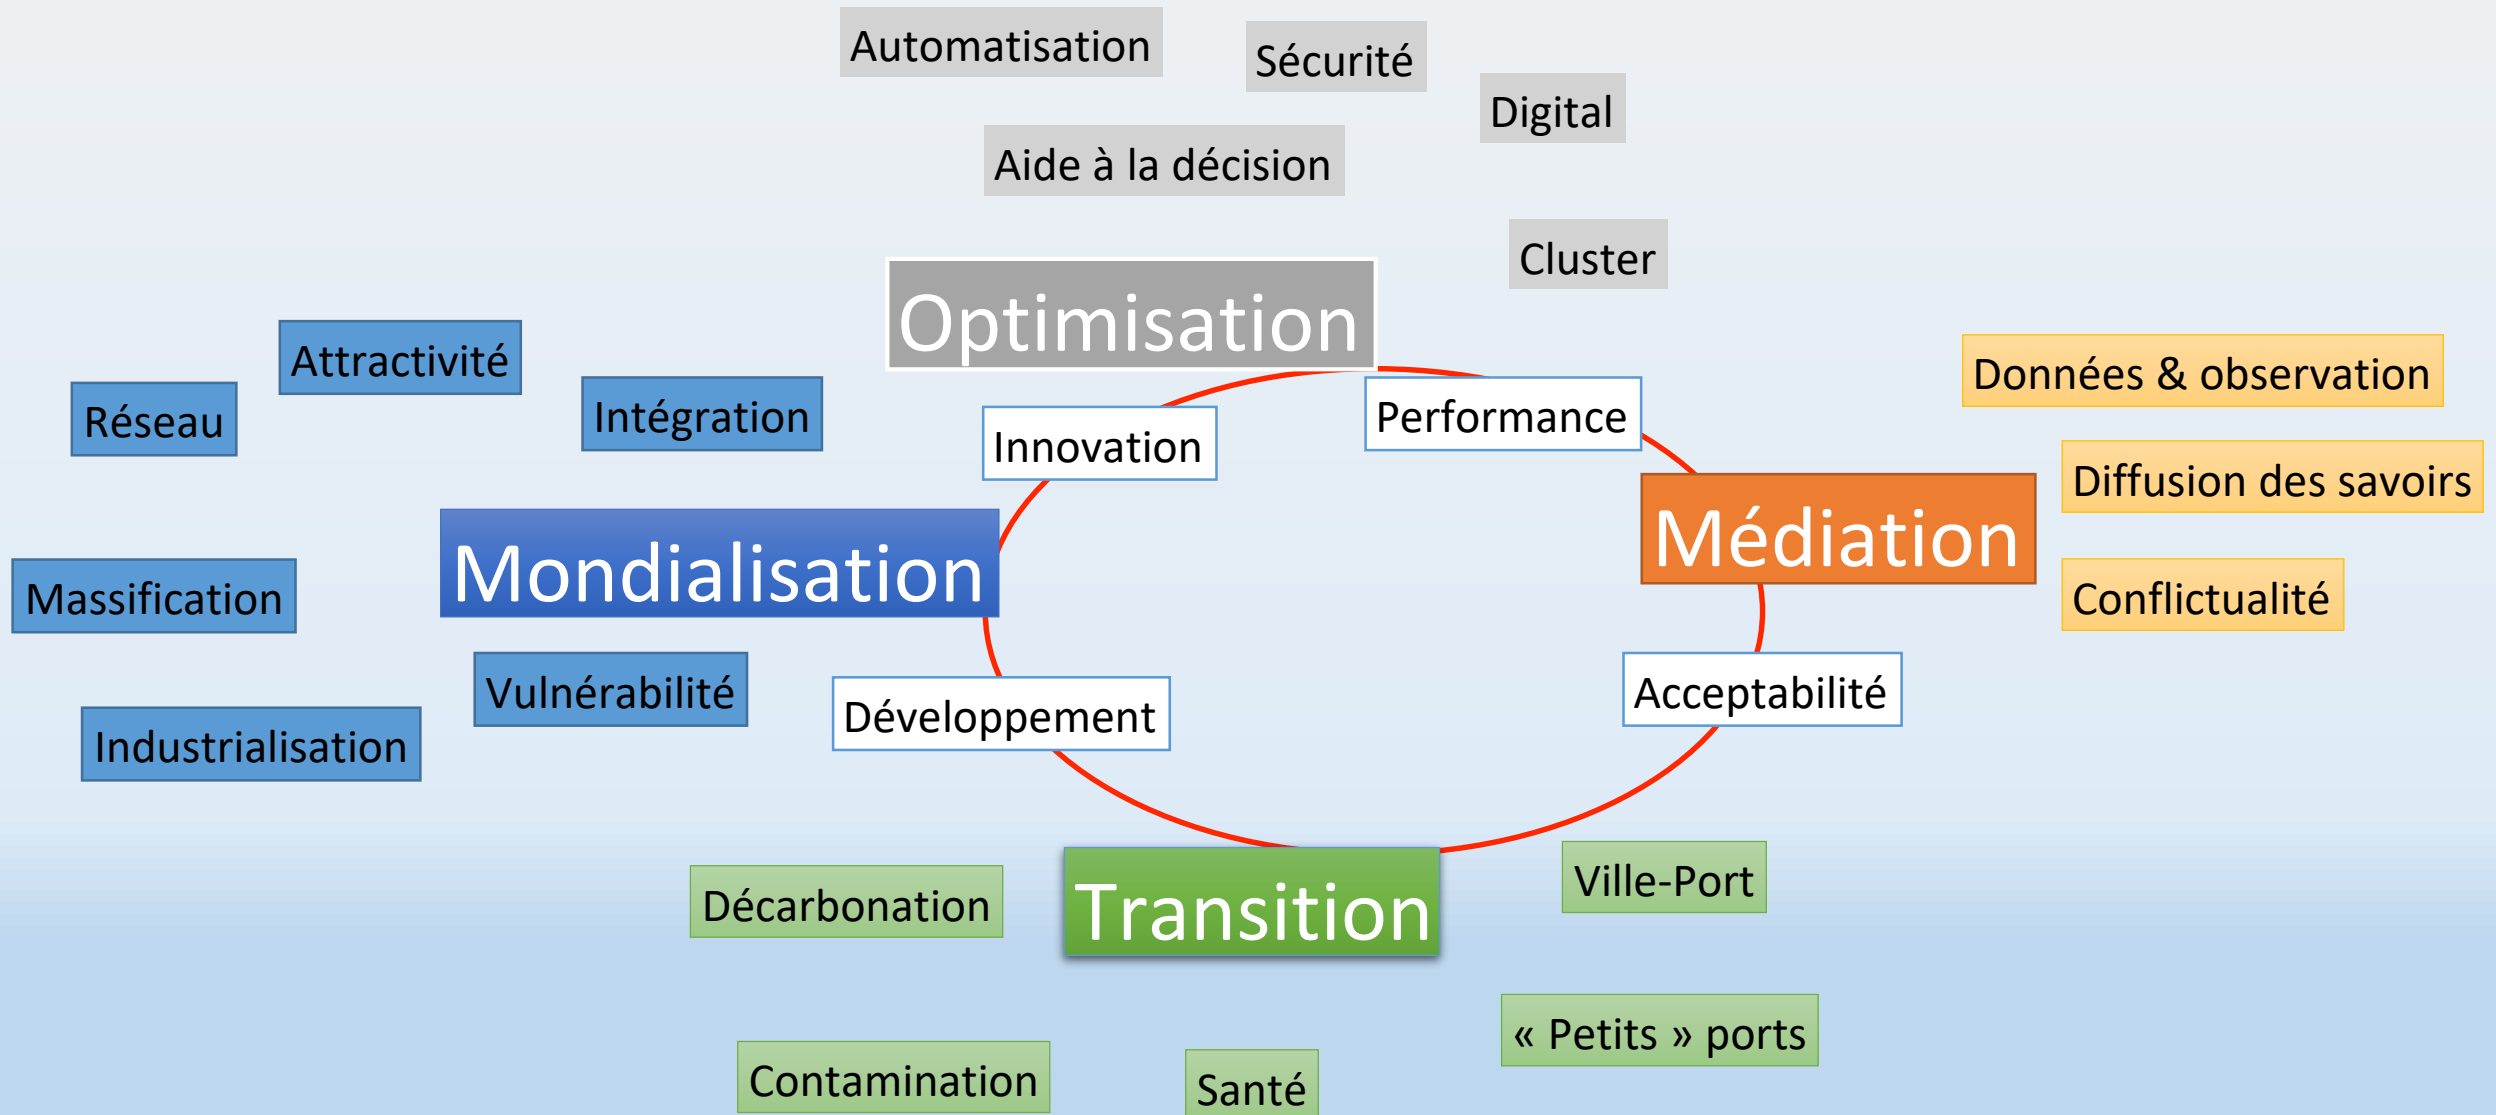 Automatisation
Sécurité
Digital
Aide à la décision
Cluster
Optimisation
Attractivité
Réseau
Intégration
Innovation
Performance
Données & observation
Diffusion des savoirs
Médiation
Mondialisation
Massification
Conflictualité
Vulnérabilité
Industrialisation
Développement
Acceptabilité
Décarbonation
Transition
Ville-Port
« Petits » ports
Contamination
Santé